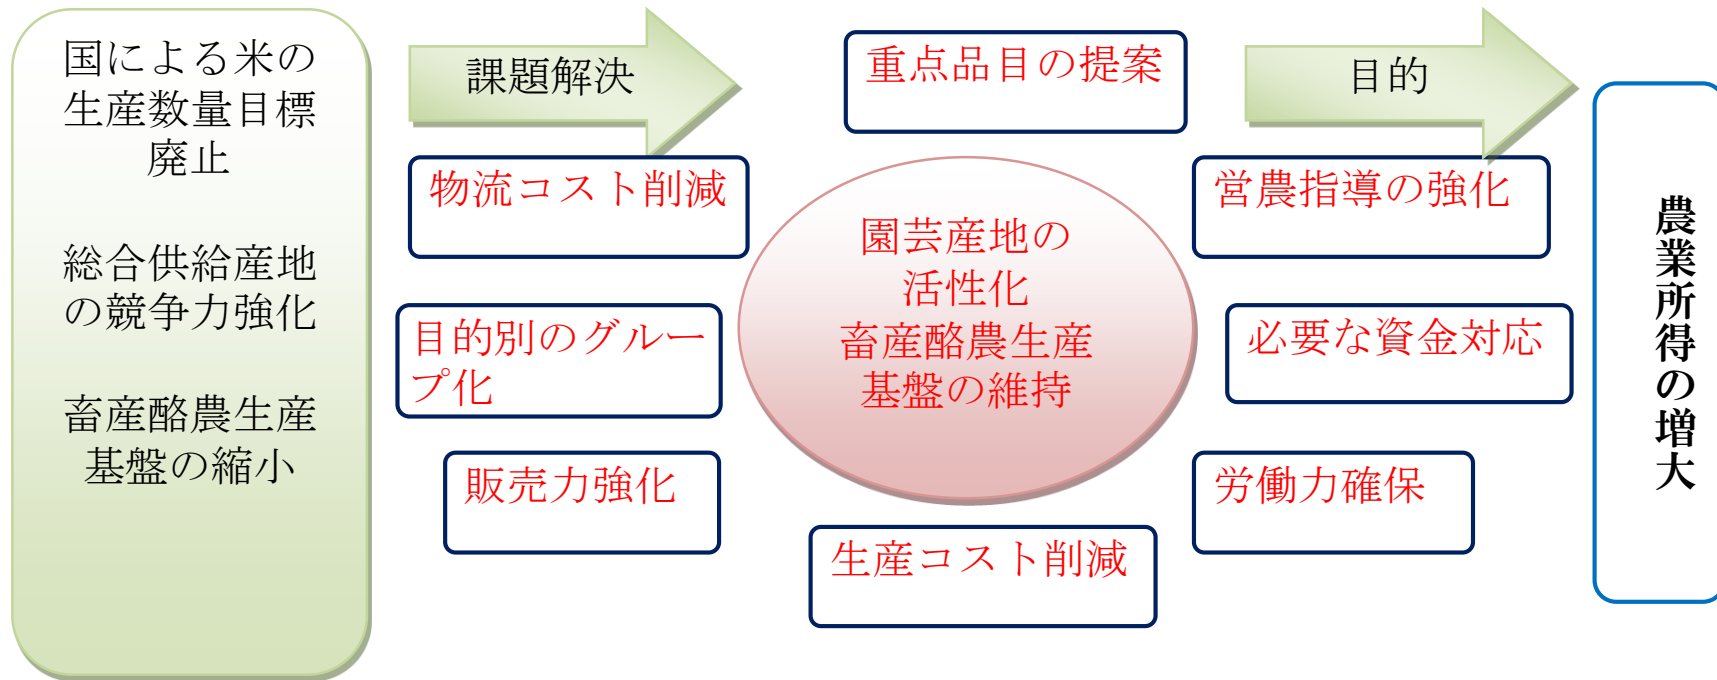 国による米の
生産数量目標
廃止
総合供給産地
の競争力強化
畜産酪農生産
基盤の縮小
課題解決
重点品目の提案
目的
物流コスト削減
営農指導の強化
園芸産地の
活性化
畜産酪農生産
基盤の維持
目的別のグルー
プ化
必要な資金対応
販売力強化
労働力確保
生産コスト削減
農業所得の増大